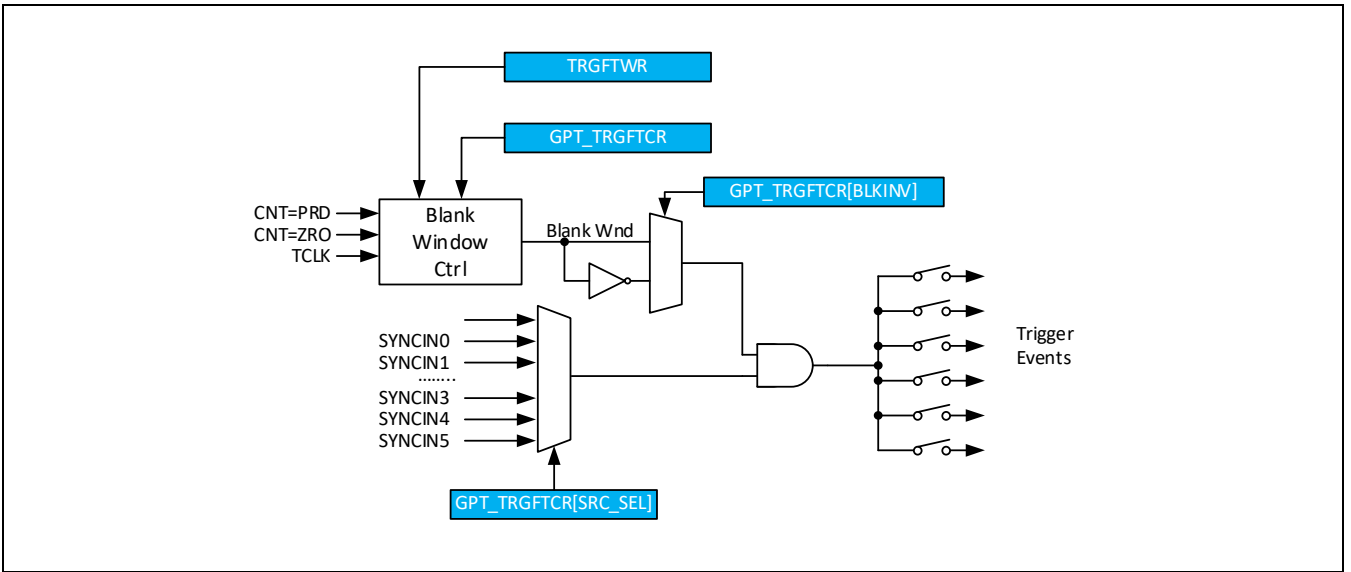 TRGFTWR
GPT_TRGFTCR
GPT_TRGFTCR[BLKINV]
CNT=PRD
CNT=ZRO
TCLK
Blank
Window
Ctrl
Blank Wnd
SYNCIN0
SYNCIN1
........
SYNCIN3
SYNCIN4
SYNCIN5
Trigger
Events
GPT_TRGFTCR[SRC_SEL]